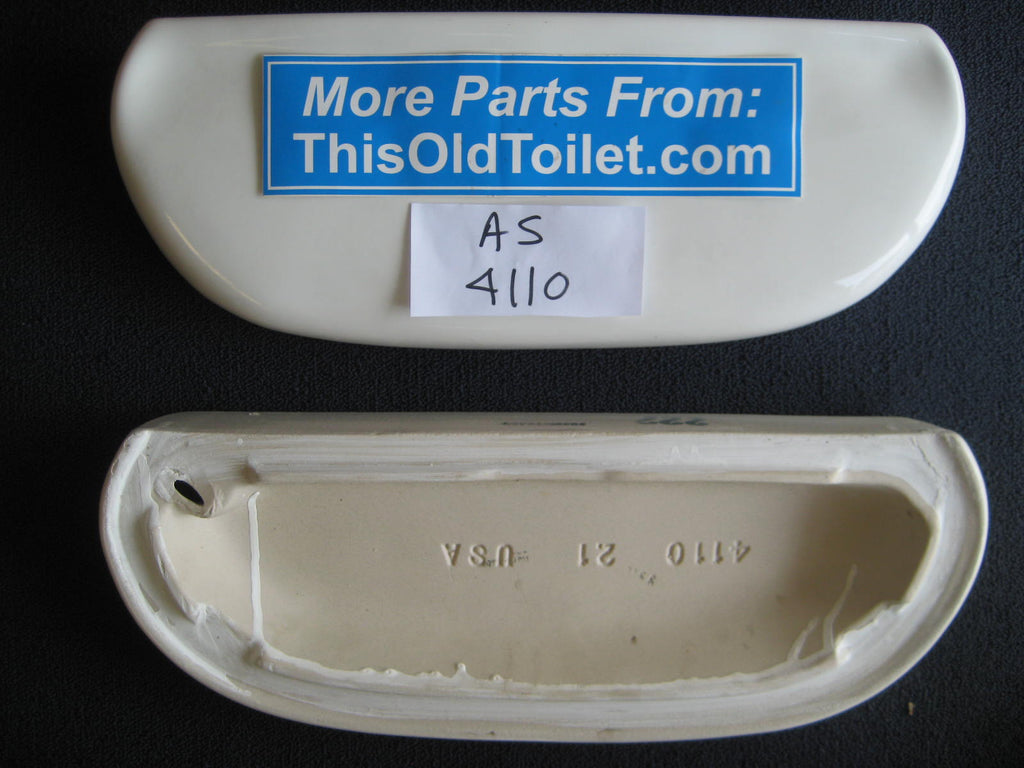 More Parts From:
ThisOldToilet.com
AS
4110
4110 21 USA